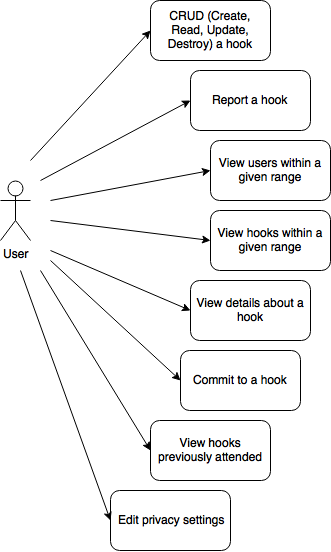 CRUD (Create,
Read, Update,
Destroy) a hook
Report a hook
View users within a
given range
View hooks within a
given range
User
View details about a
hook
Commit to a hook
View hooks
previously attended
Edit privacy settings